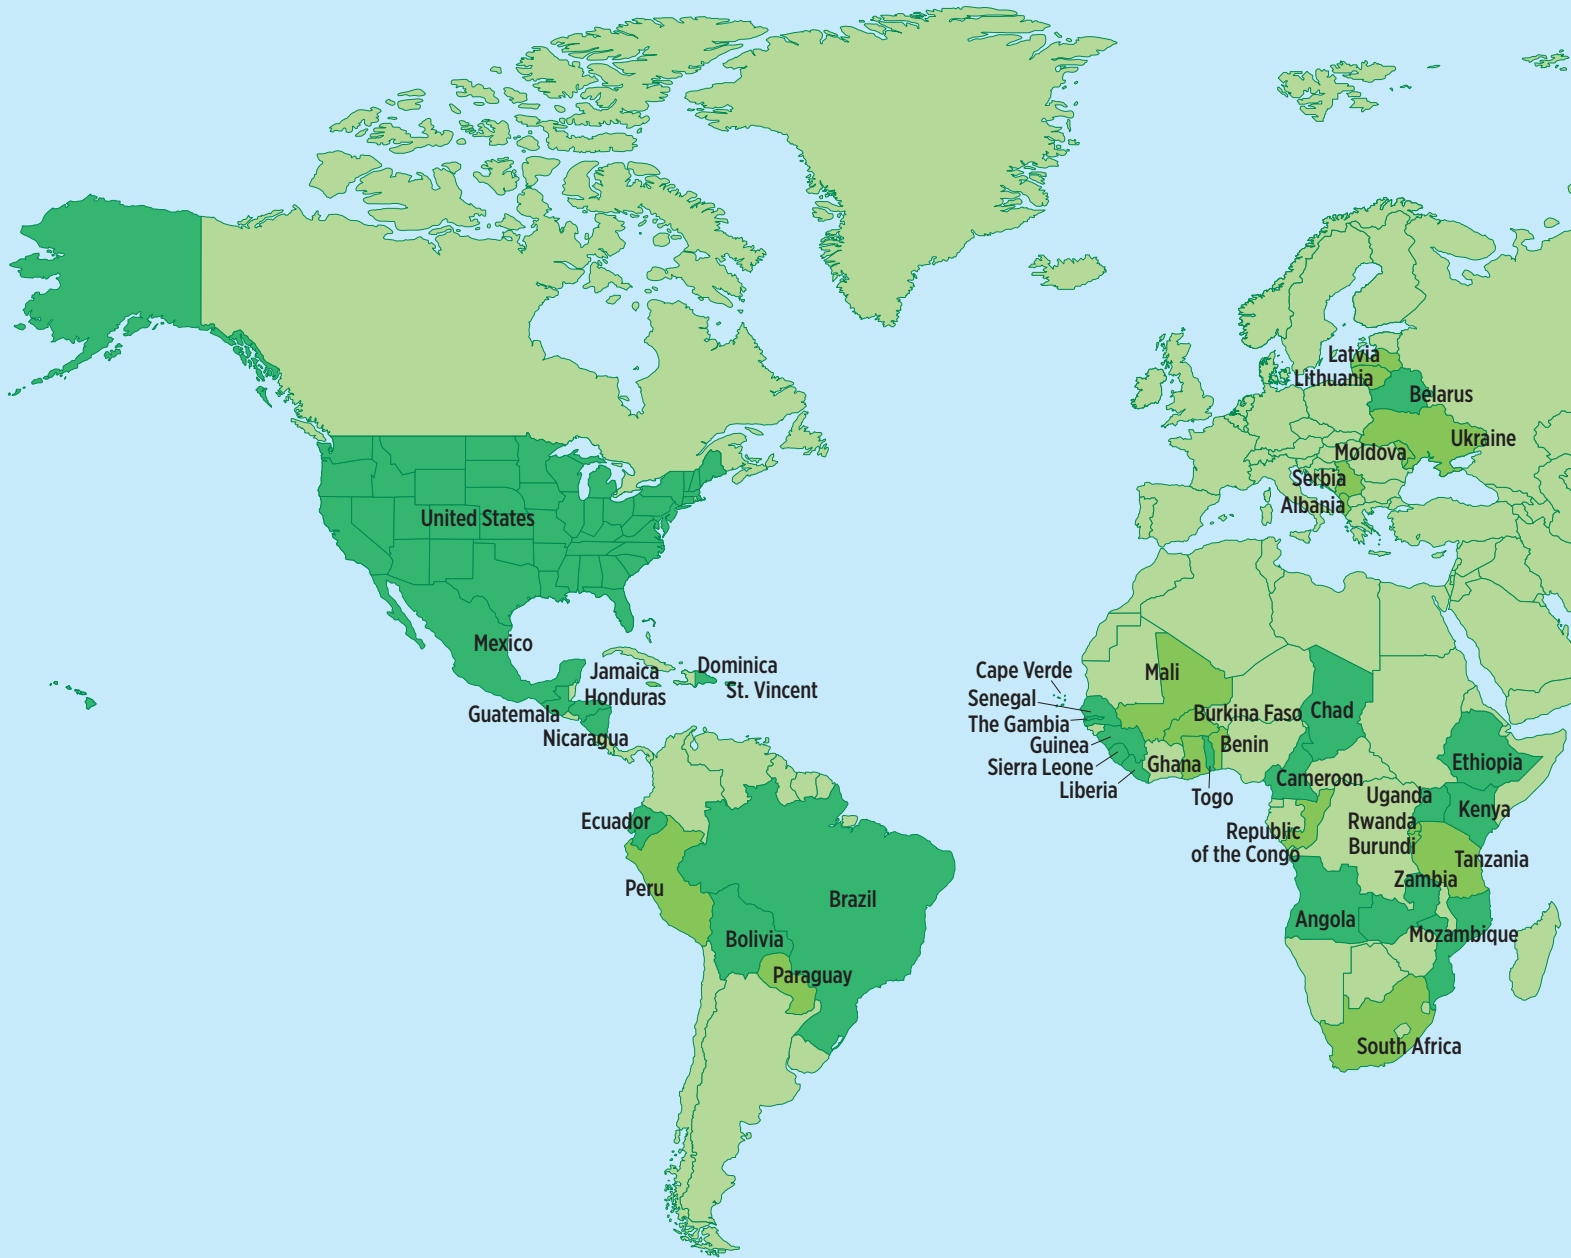 Latvia
Lithuania
Belarus
Ukraine
Moldova
Serbia
Albania
United States
Mexico
Jamaica
Dominica
Honduras
St. Vincent
Guatemala
Nicaragua
Cape Verde
Senegal
The Gambia
Guinea
Sierra Leone
Liberia
Mali
Burkina Faso
Benin
Ghana
Togo
Chad
Cameroon
Ethiopia
Uganda
Kenya
Rwanda
Burundi
Republic
of the Congo
Tanzania
Zambia
Angola
Mozambique
South Africa
Ecuador
Peru
Brazil
Bolivia
Paraguay